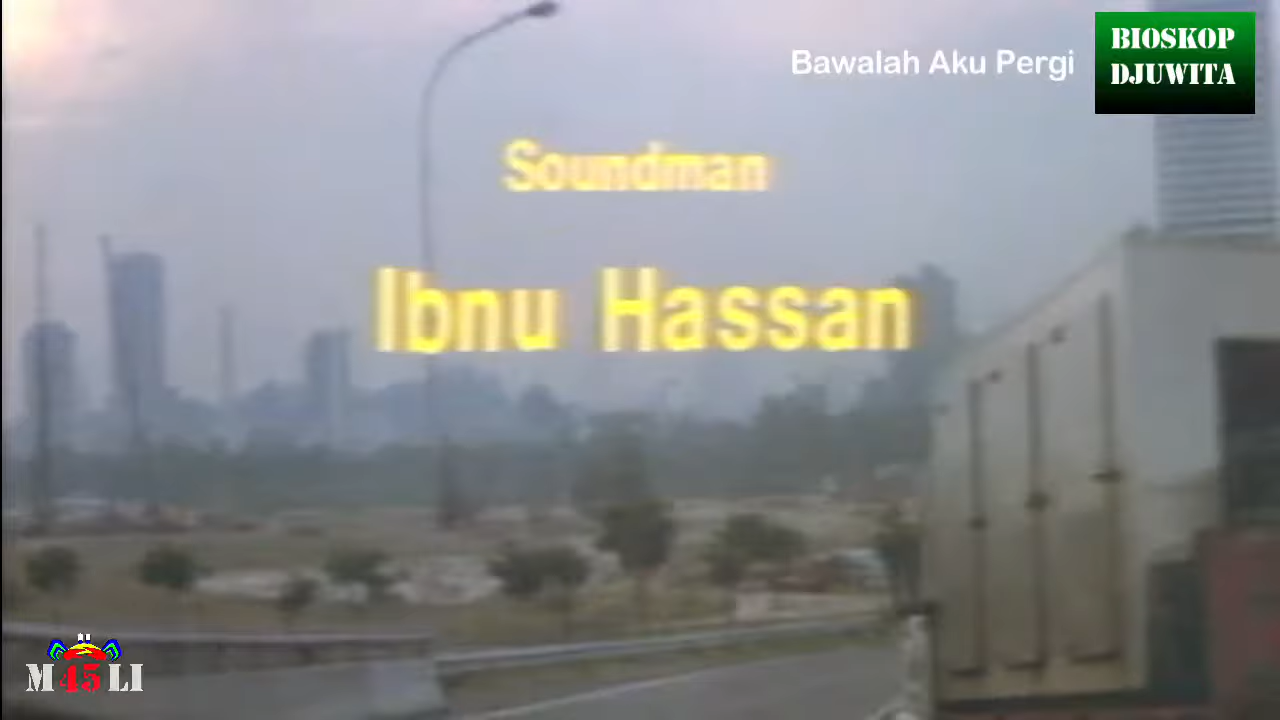 Bawalah Aku Pergi
BIOSKOP
DJUWITA
Soundman
Ibnu Hassan
M45LI